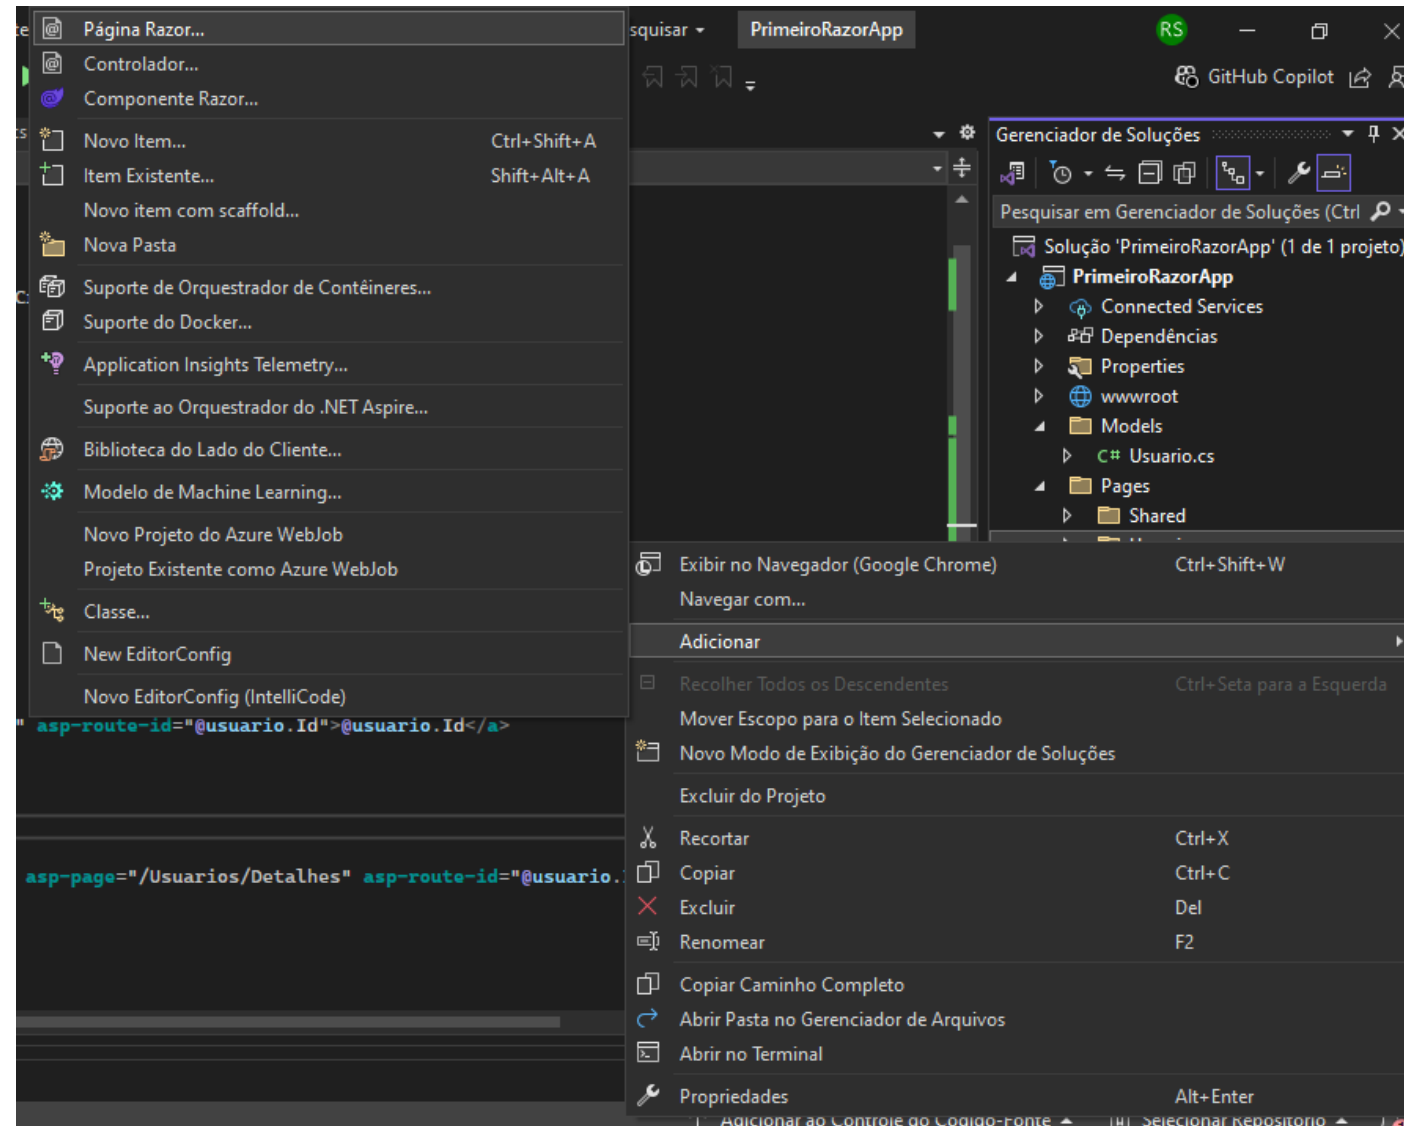 Página Razor...
Controlador...
Componente Razor...
Novo Item... Ctrl+Shift+A
Item Existente... Shift+Alt+A
Novo item com scaffold...
Nova Pasta
Suporte de Orquestrador de Contêineres...
Suporte do Docker...
Application Insights Telemetry...
Suporte ao Orquestrador do .NET Aspire...
Biblioteca do Lado do Cliente...
Modelo de Machine Learning...
Novo Projeto do Azure WebJob
Projeto Existente como Azure WebJob
Classe...
New EditorConfig
Novo EditorConfig (IntelliCode)
squisar
PrimeiroRazorApp
RS
GitHub Copilot
Gerenciador de Soluções
Pesquisar em Gerenciador de Soluções (Ctrl
Solução 'PrimeiroRazorApp' (1 de 1 projeto)
PrimeiroRazorApp
Connected Services
Dependências
Properties
wwwroot
Models
C# Usuario.cs
Pages
Shared
Exibir no Navegador (Google Chrome) Ctrl+Shift+W
Navegar com...
Adicionar
Recolher Todos os Descendentes Ctrl+Seta para a Esquerda
Mover Escopo para o Item Selecionado
Novo Modo de Exibição do Gerenciador de Soluções
Excluir do Projeto
Recortar Ctrl+X
Copiar Ctrl+C
Excluir Del
Renomear F2
Copiar Caminho Completo
Abrir Pasta no Gerenciador de Arquivos
Abrir no Terminal
Propriedades Alt+Enter
" asp-route-id="@usuario.Id">@usuario.Id</a>
asp-page="/Usuarios/Detalhes" asp-route-id="@usuario.
Adicionar ao Controle do Código-Fonte
Selecionar Repositório